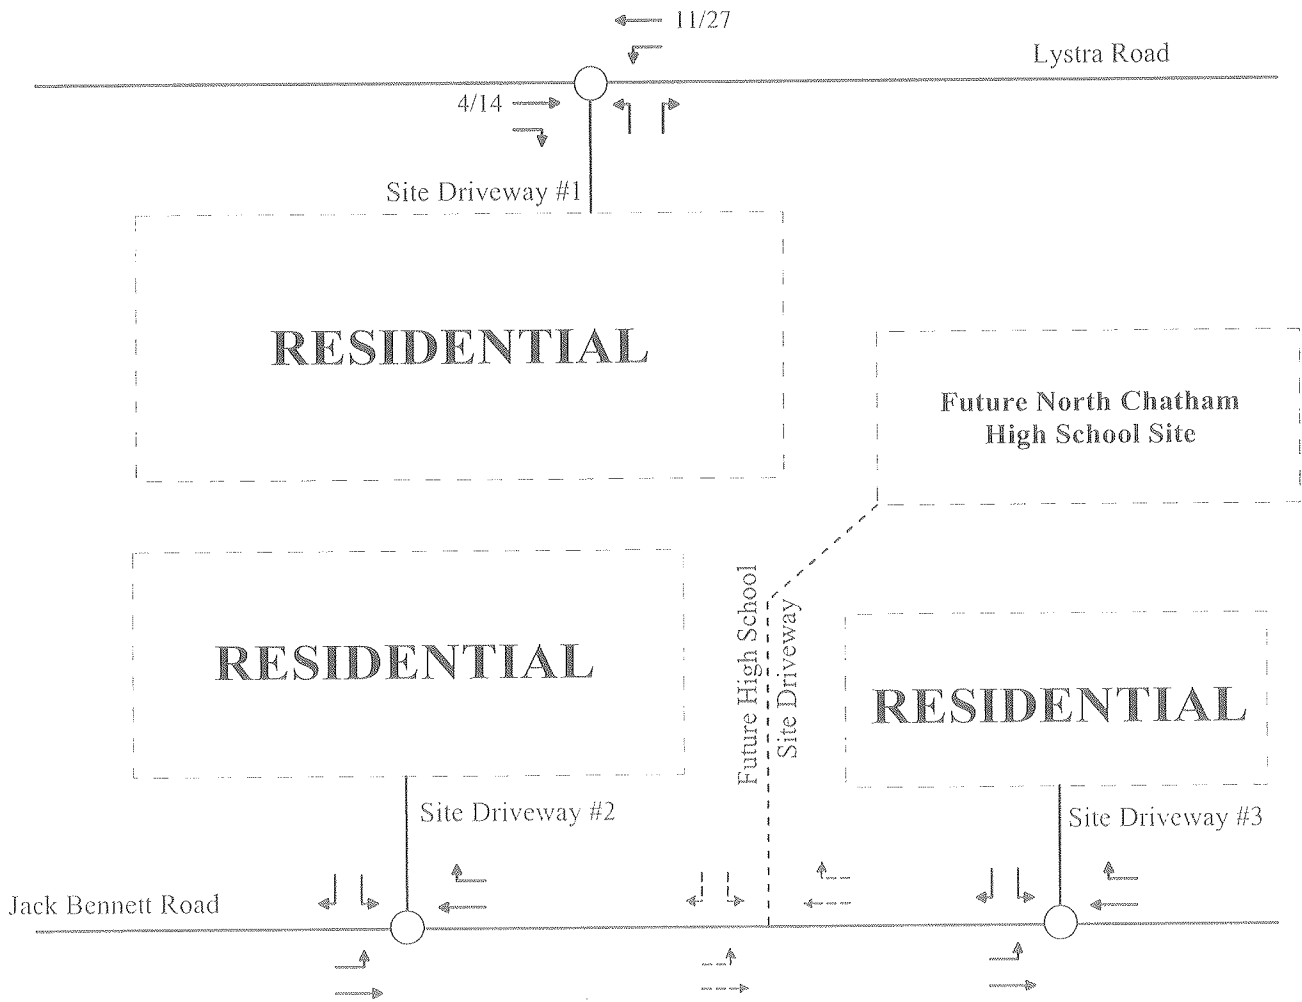 11/27
Lystra Road
4/14
Site Driveway #1
RESIDENTIAL
Future North Chatham
High School Site
RESIDENTIAL
Future High School
Site Driveway
RESIDENTIAL
Site Driveway #2
Site Driveway #3
Jack Bennett Road